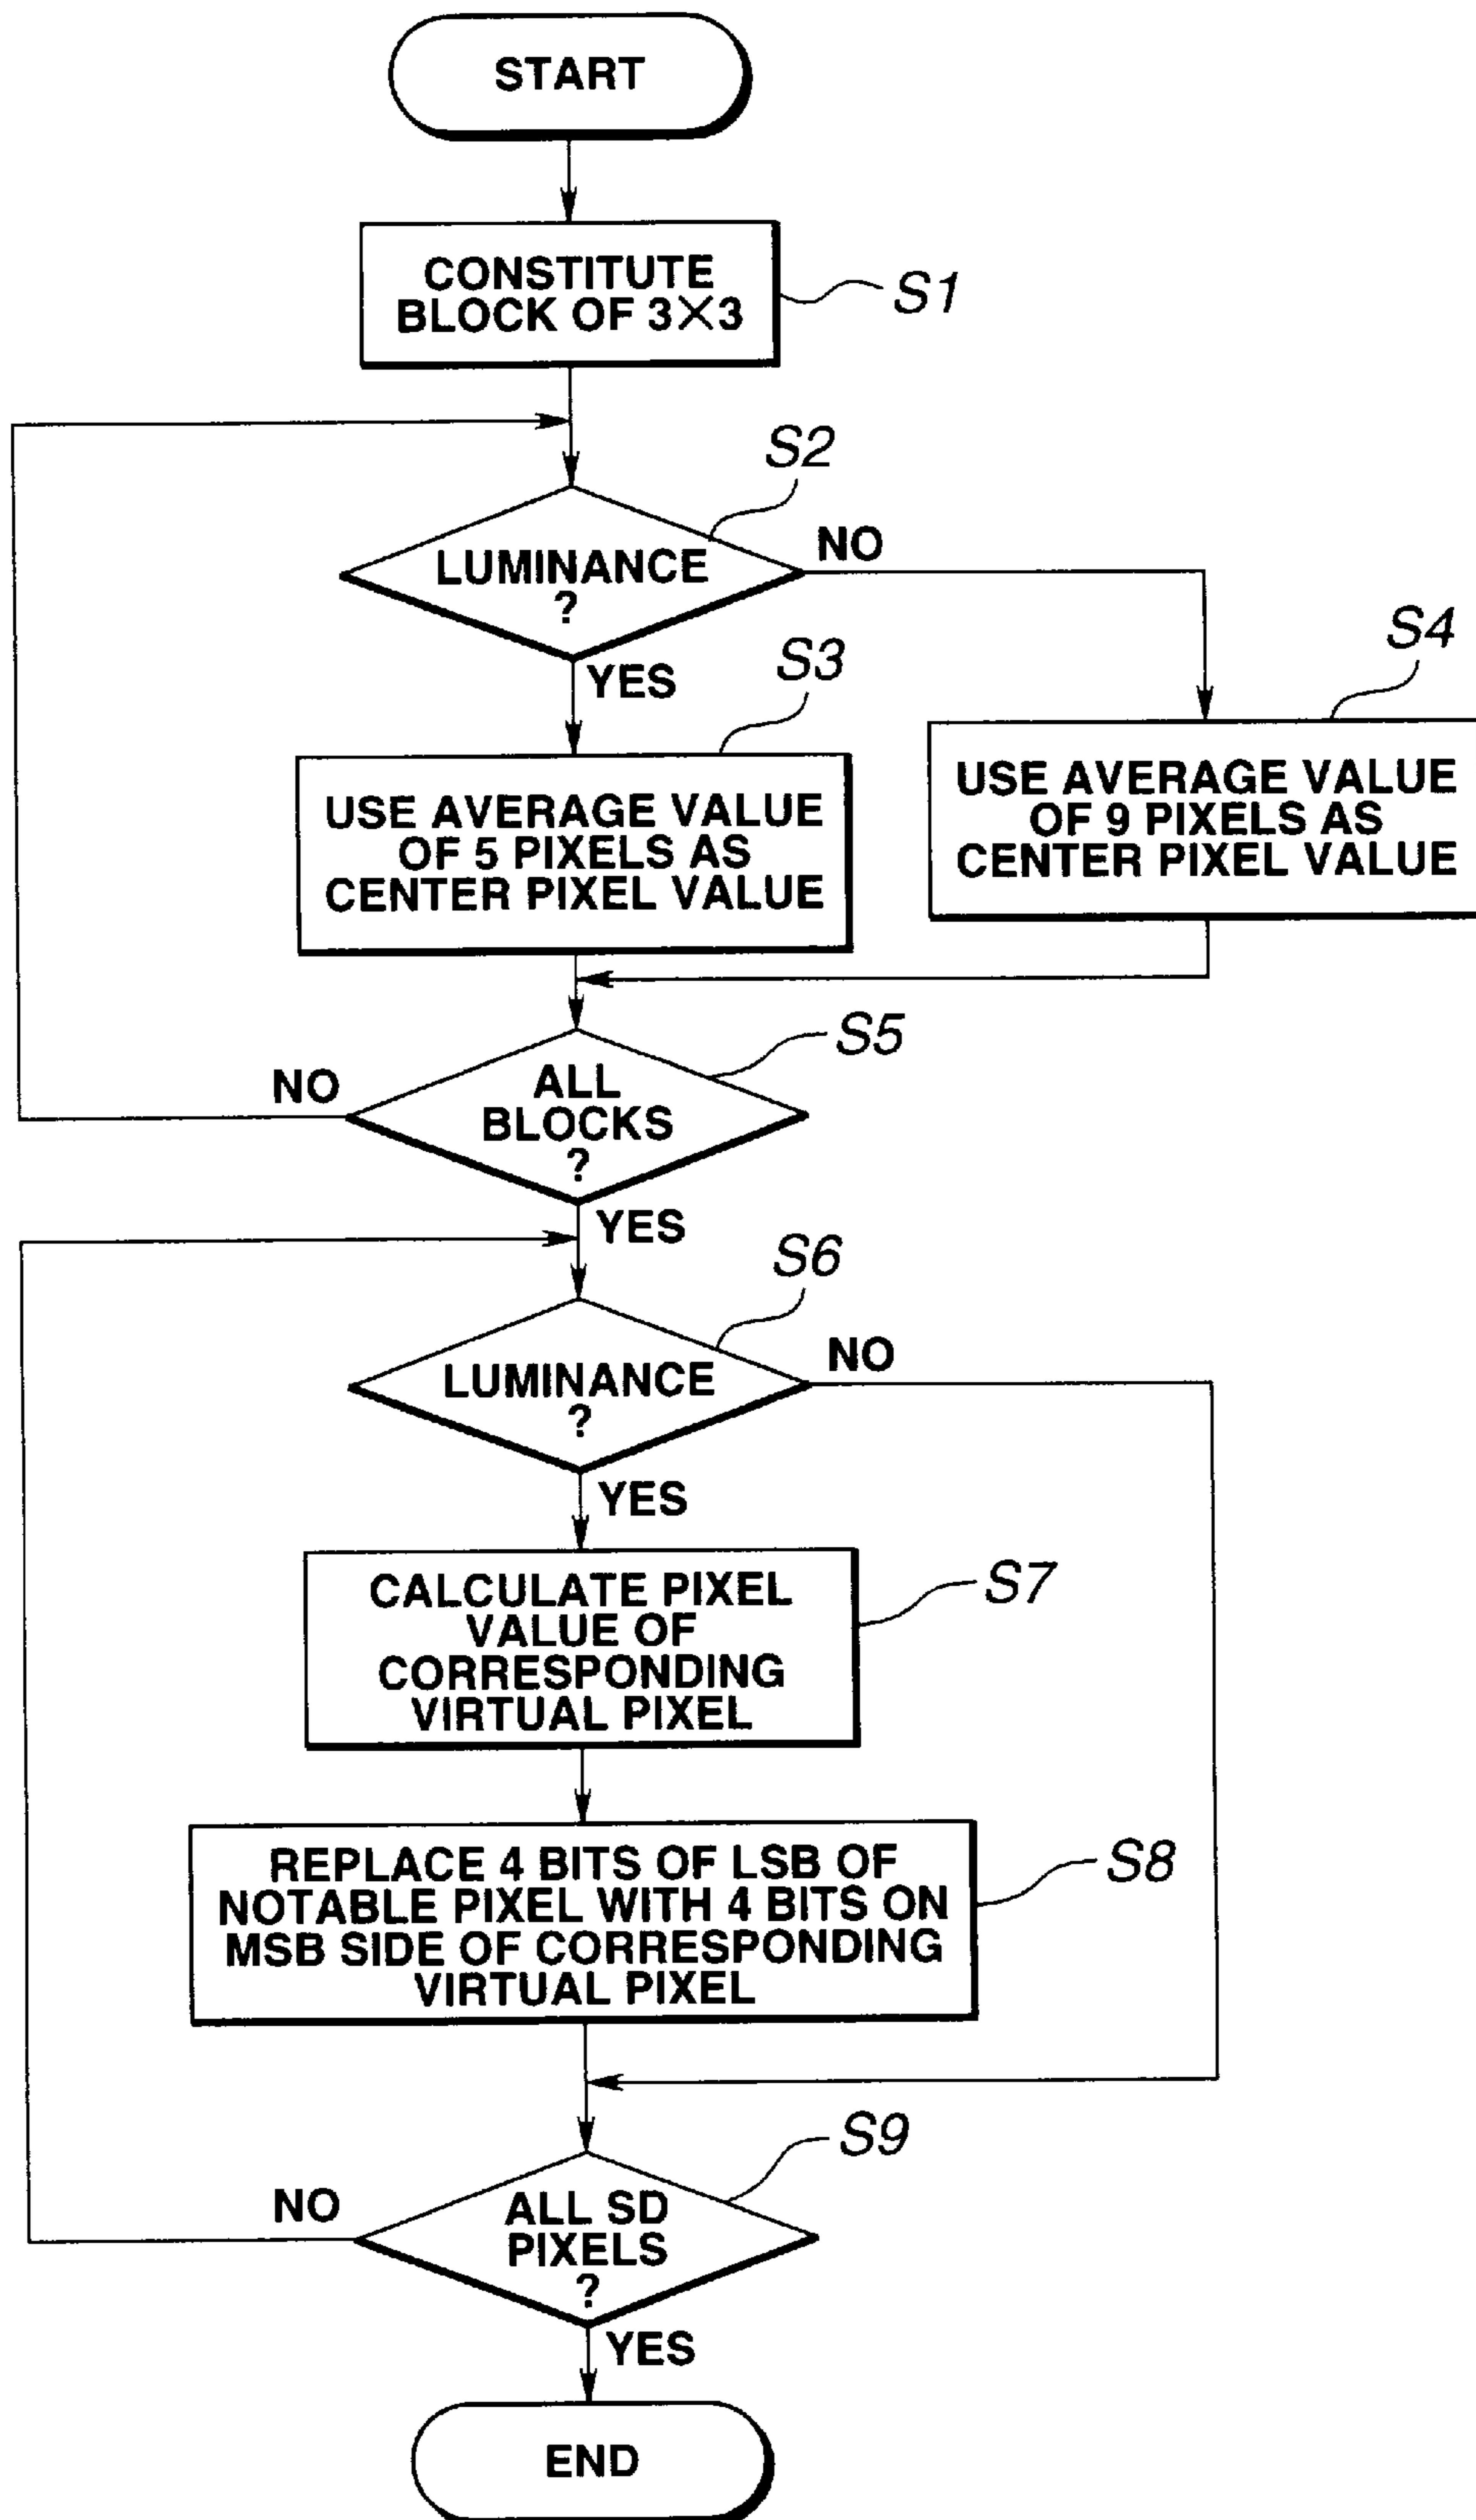 START
CONSTITUTE
BLOCK OF 3×3
S1
S2
LUMINANCE
?
NO
YES
S3
USE AVERAGE VALUE
OF 5 PIXELS AS
CENTER PIXEL VALUE
S4
USE AVERAGE VALUE
OF 9 PIXELS AS
CENTER PIXEL VALUE
S5
ALL
BLOCKS
?
NO
YES
S6
LUMINANCE
?
NO
YES
CALCULATE PIXEL
VALUE OF
CORRESPONDING
VIRTUAL PIXEL
S7
REPLACE 4 BITS OF LSB OF
NOTABLE PIXEL WITH 4 BITS ON
MSB SIDE OF CORRESPONDING
VIRTUAL PIXEL
S8
S9
ALL SD
PIXELS
?
NO
YES
END